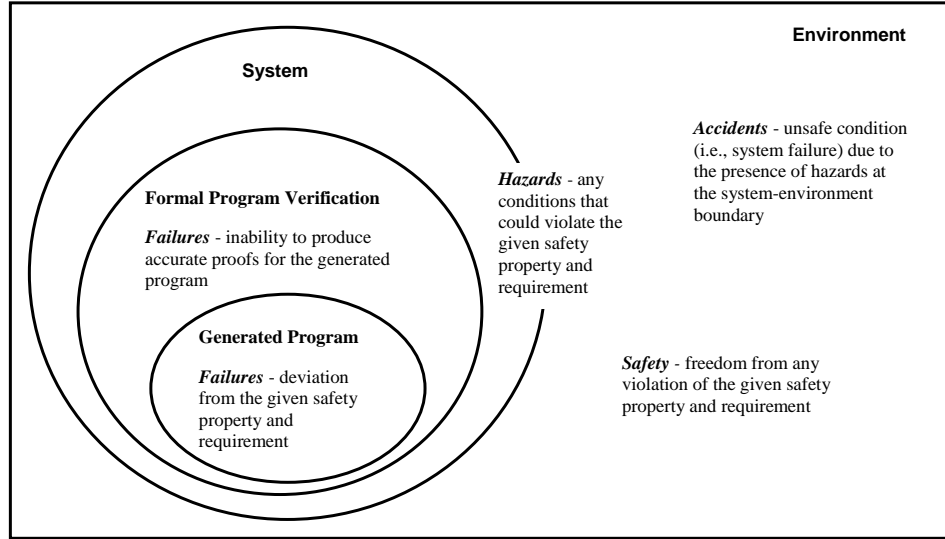 Environment
System
Accidents - unsafe condition
(i.e., system failure) due to
the presence of hazards at
the system-environment
boundary
Hazards - any
conditions that
could violate the
given safety
property and
requirement
Formal Program Verification
Failures - inability to produce
accurate proofs for the generated
program
Generated Program
Failures - deviation
from the given safety
property and
requirement
Safety - freedom from any
violation of the given safety
property and requirement